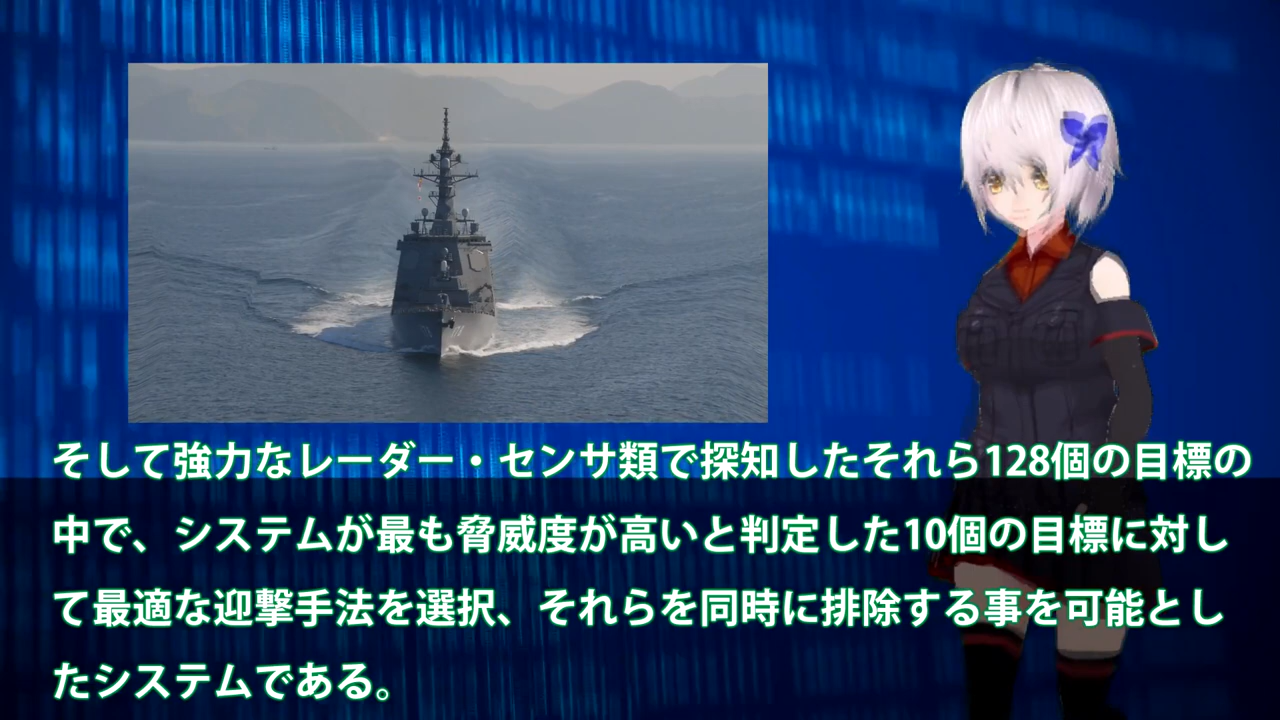 そして強力なレーダー・センサ類で探知したそれら128個の目標の
中で、システムが最も脅威度が高いと判定した10個の目標に対し
て最適な迎撃手法を選択、それらを同時に排除する事を可能とし
たシステムである。